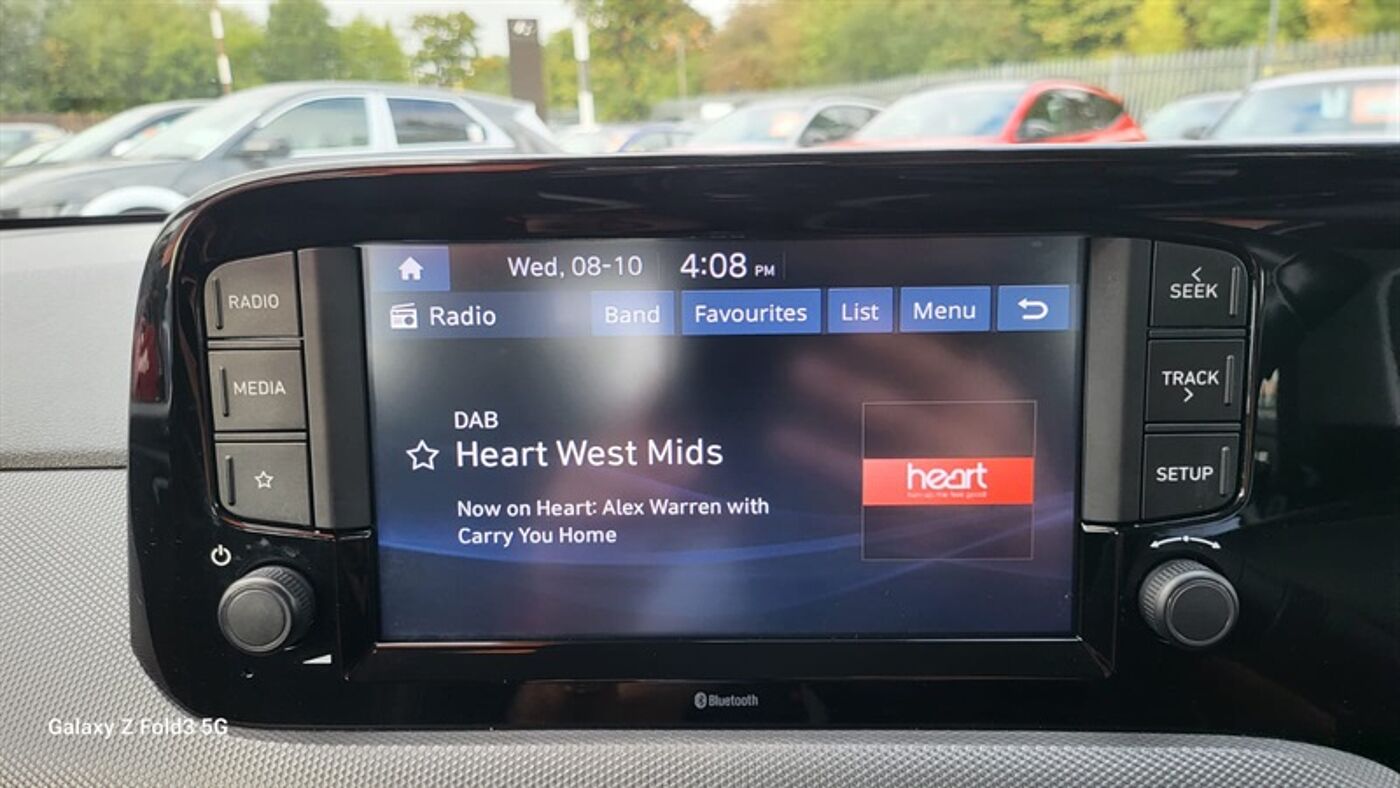 Wed, 08-10 4:08 PM
Radio Band Favourites List Menu
RADIO
MEDIA
DAB
Heart West Mids
Now on Heart: Alex Warren with
Carry You Home
heart
SEEK
TRACK
SETUP
Bluetooth
Galaxy Z Fold3 5G